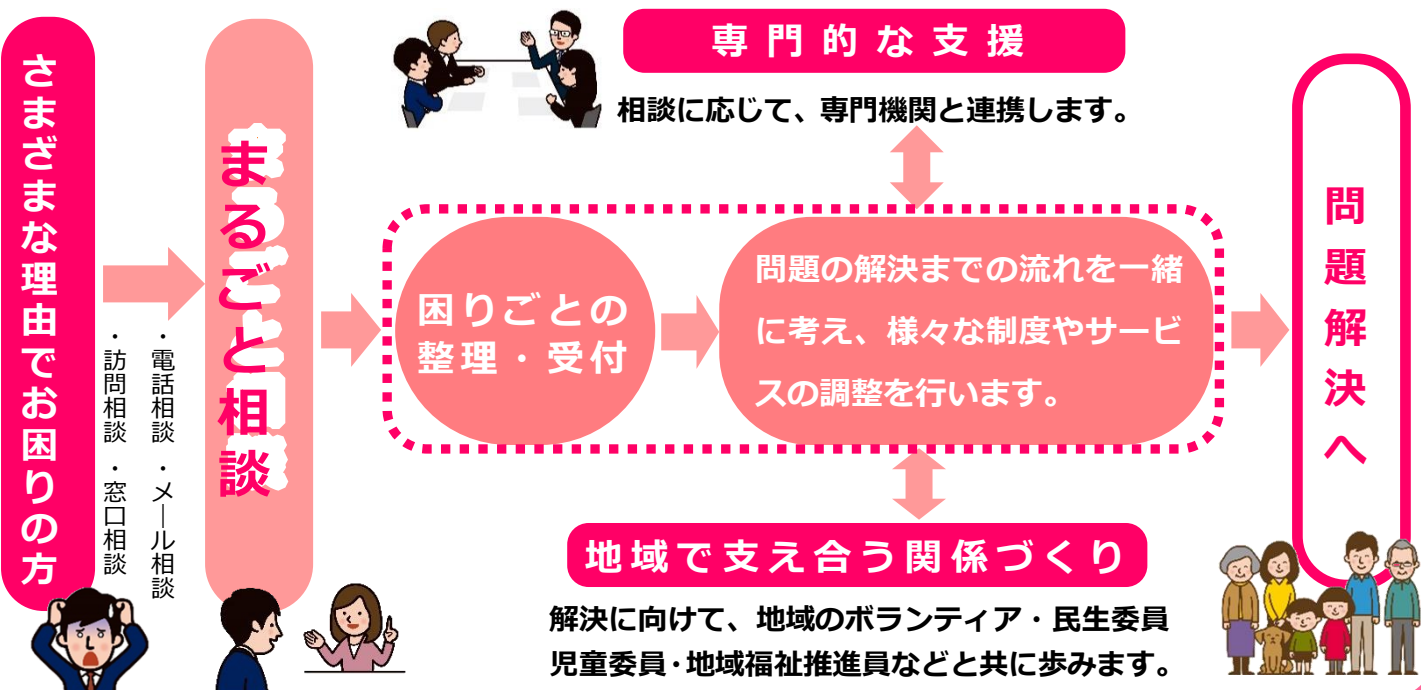 さまざまな理由でお困りの方
・電話相談 ・メール相談
・訪問相談 ・窓口相談
まるごと相談
専門的な支援
相談に応じて、専門機関と連携します。
困りごとの
整理・受付
問題の解決までの流れを一緒
に考え、様々な制度やサービ
スの調整を行います。
地域で支え合う関係づくり
解決に向けて、地域のボランティア・民生委員
児童委員・地域福祉推進員などと共に歩みます。
問題解決へ